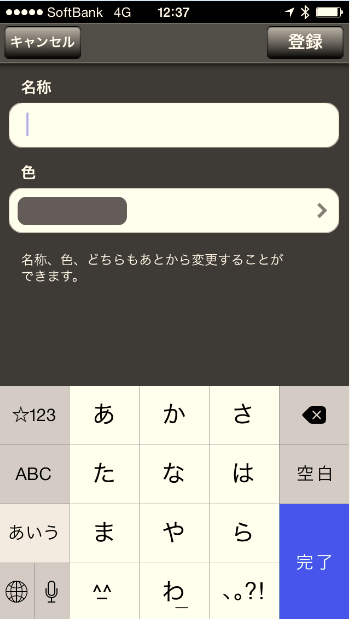 SoftBank 4G 12:37
キャンセル 登録
名称
色
名称、色、どちらもあとから変更することが
できます。
☆123 あ か さ
ABC た な は 空白
あいう ま や ら 完了
^^ わ 、。?!